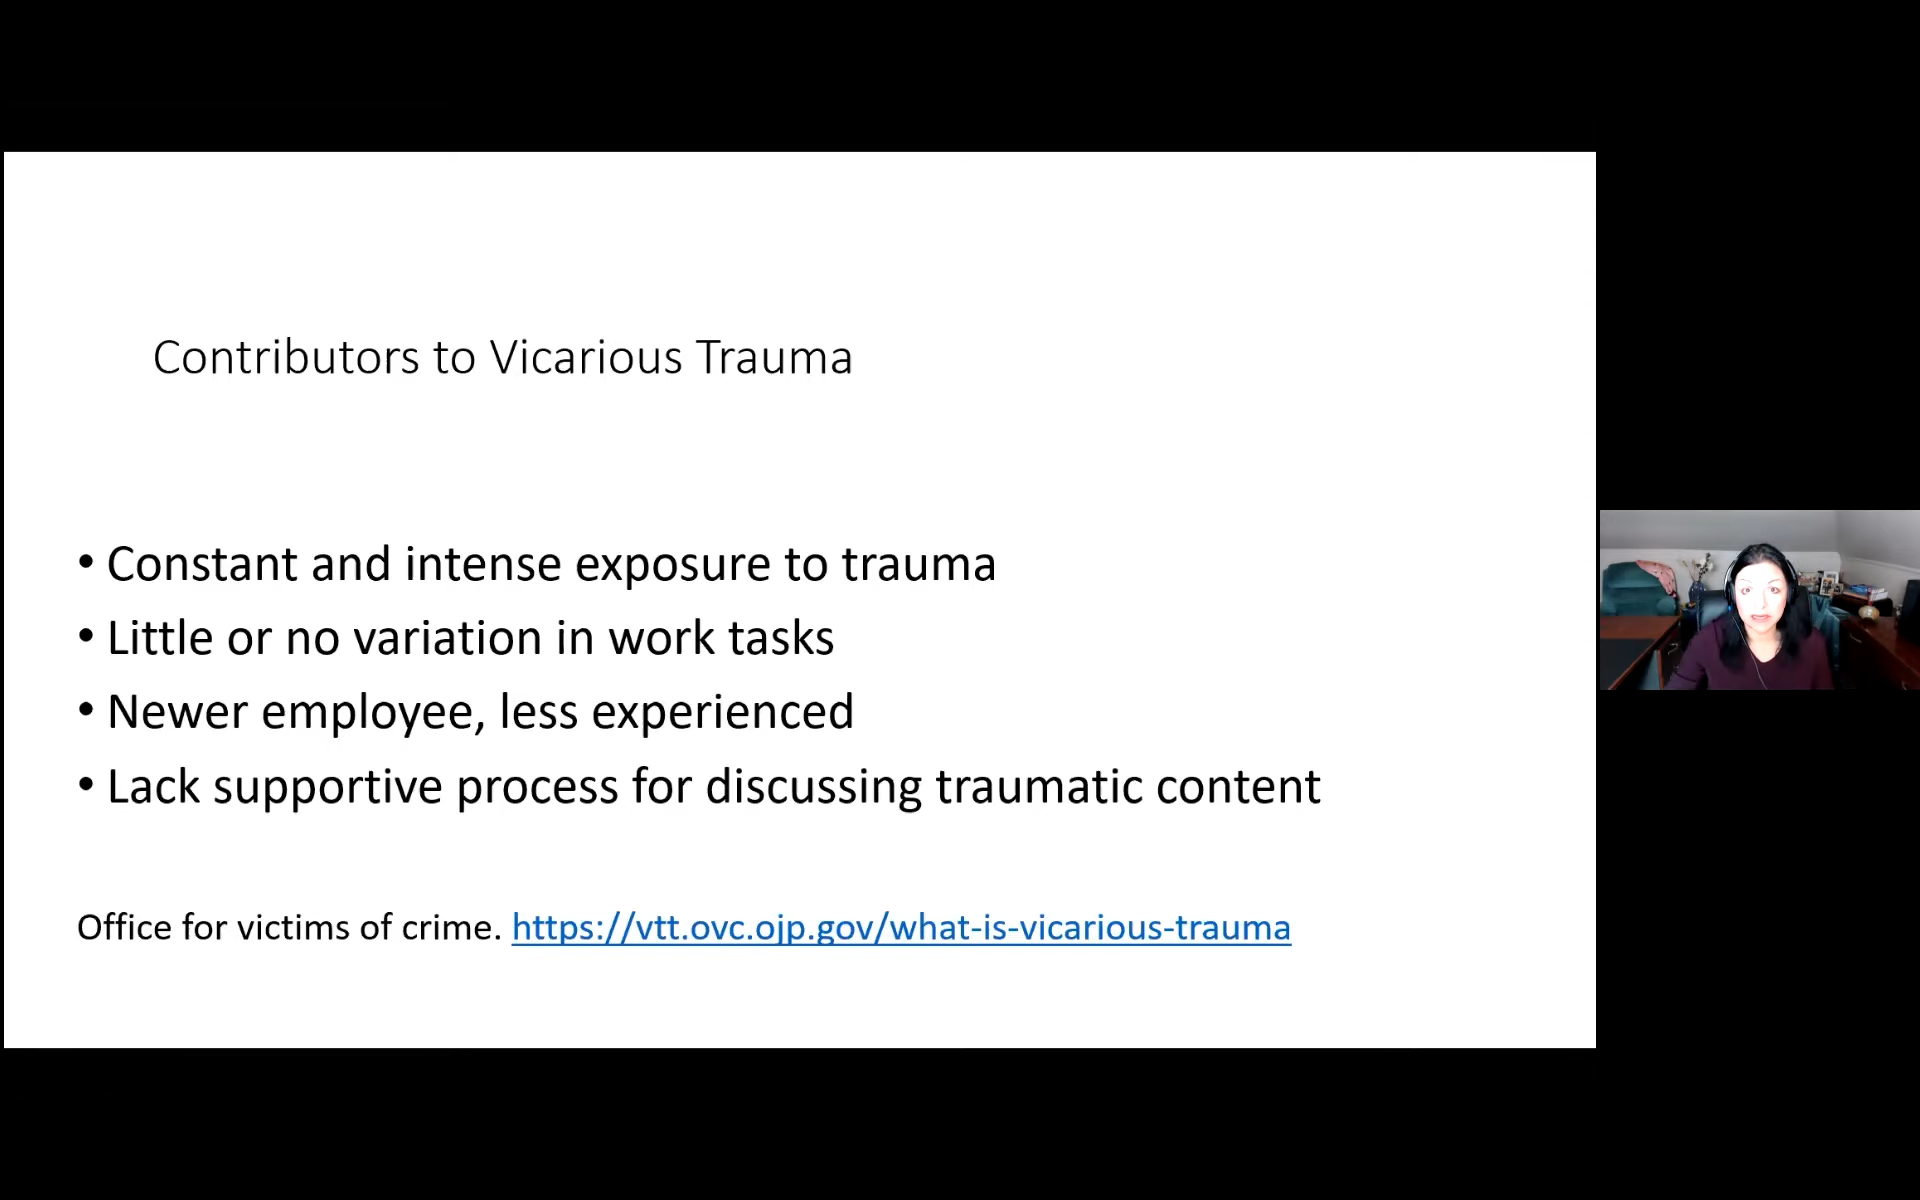 Contributors to Vicarious Trauma
• Constant and intense exposure to trauma
• Little or no variation in work tasks
• Newer employee, less experienced
• Lack supportive process for discussing traumatic content
Office for victims of crime. https://vtt.ovc.ojp.gov/what-is-vicarious-trauma